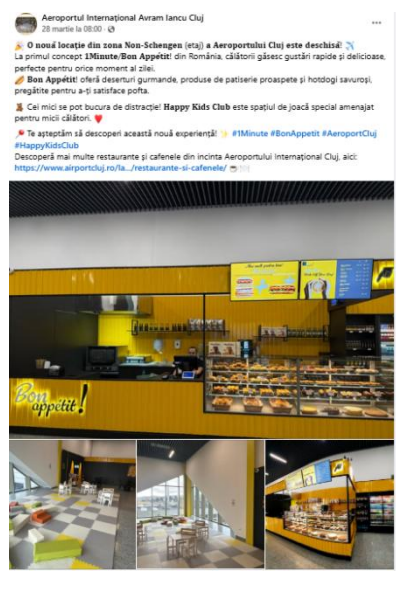 Aeroportul Internațional Avram Iancu Cluj
28 martie la 08:00
🎉 O nouă locație din zona Non-Schengen (etaj) a Aeroportului Cluj este deschisă! ✈️
La primul concept 1Minute/Bon Appétit! din România, călătorii găsesc gustări rapide și delicioase,
perfecte pentru orice moment al zilei.
🥖 Bon Appétit! oferă deserturi gurmande, produse de patiserie proaspete și hotdogi savuroși,
pregătite pentru a-ți satisface pofta.
🧸 Cei mici se pot bucura de distracție! Happy Kids Club este spațiul de joacă special amenajat
pentru micii călători. ❤️
📍 Te așteptăm să descoperi această nouă experiență! ✨ #1Minute #BonAppetit #AeroportCluj
#HappyKidsClub
Descoperă mai multe restaurante și cafenele din incinta Aeroportului Internațional Cluj, aici:
https://www.airportcluj.ro/la.../restaurante-si-cafenele/
Bon
appétit!